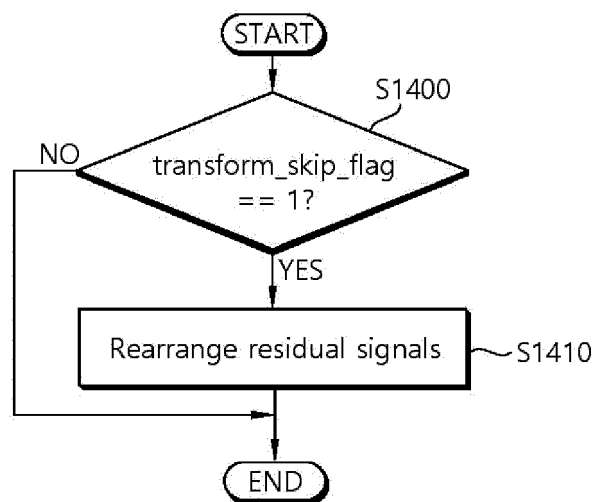 START
S1400
NO
transform_skip_flag
== 1?
YES
Rearrange residual signals
S1410
END